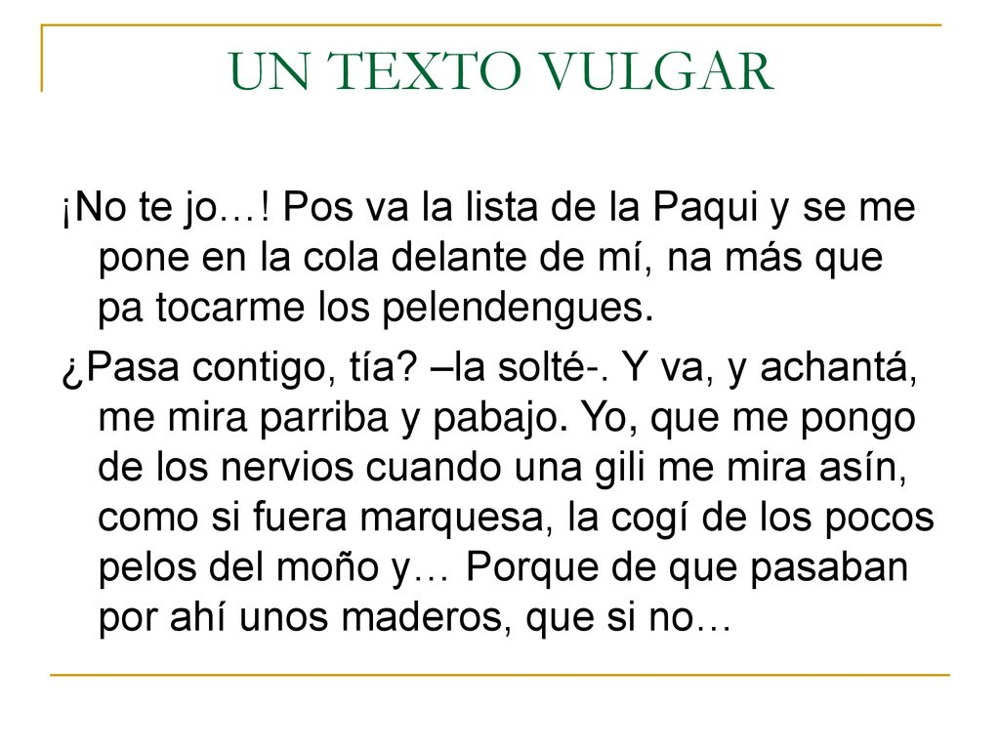 UN TEXTO VULGAR
¡No te jo…! Pos va la lista de la Paqui y se me
pone en la cola delante de mí, na más que
pa tocarme los pelendengues.
¿Pasa contigo, tía? –la solté-. Y va, y achantá,
me mira parriba y pabajo. Yo, que me pongo
de los nervios cuando una gili me mira asín,
como si fuera marquesa, la cogí de los pocos
pelos del moño y… Porque de que pasaban
por ahí unos maderos, que si no…